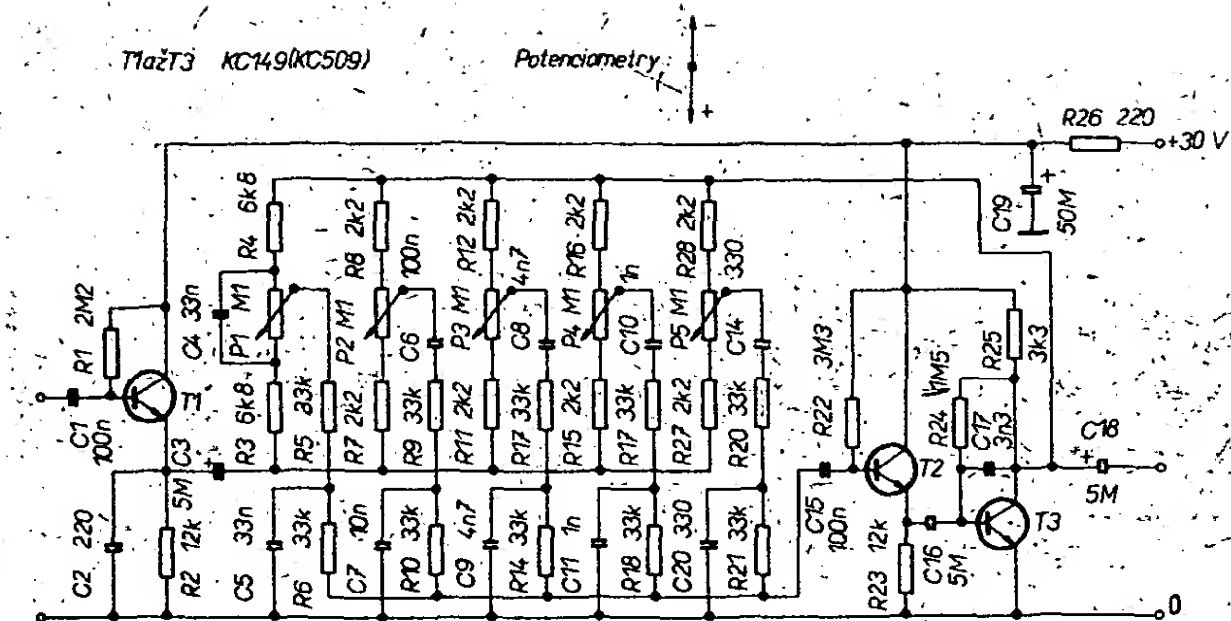 T1až T3 KC149(KC509)
Potenciometry
-
+
R26 220
+30 V
R4 6k8
R8 2k2
100n
R12 2k2
4n7
R16 2k2
1n
R28 2k2
330
C19
50M
+
R1 2M2
C4 33n
P1 M1
P2 M1
C6
P3 M1
C8
P4 M1
C10
P5 M1
C14
3M3
R22
R25
3k3
C1
100n
T1
C3
5M
+
R3 6k8
R5 33k
R7 2k2
R9 33k
R11 2k2
R17 33k
R15 2k2
R17 33k
R27 2k2
R20 33k
C15
100n
T2
R24 1M5
C17
3n3
C18
+
5M
C2 220
R2 12k
C5 33n
R6 33k
C7 10n
R10 33k
C9 4n7
R14 33k
C11 1n
R18 33k
C20 330
R21 33k
R23 12k
C16
5M
T3
0